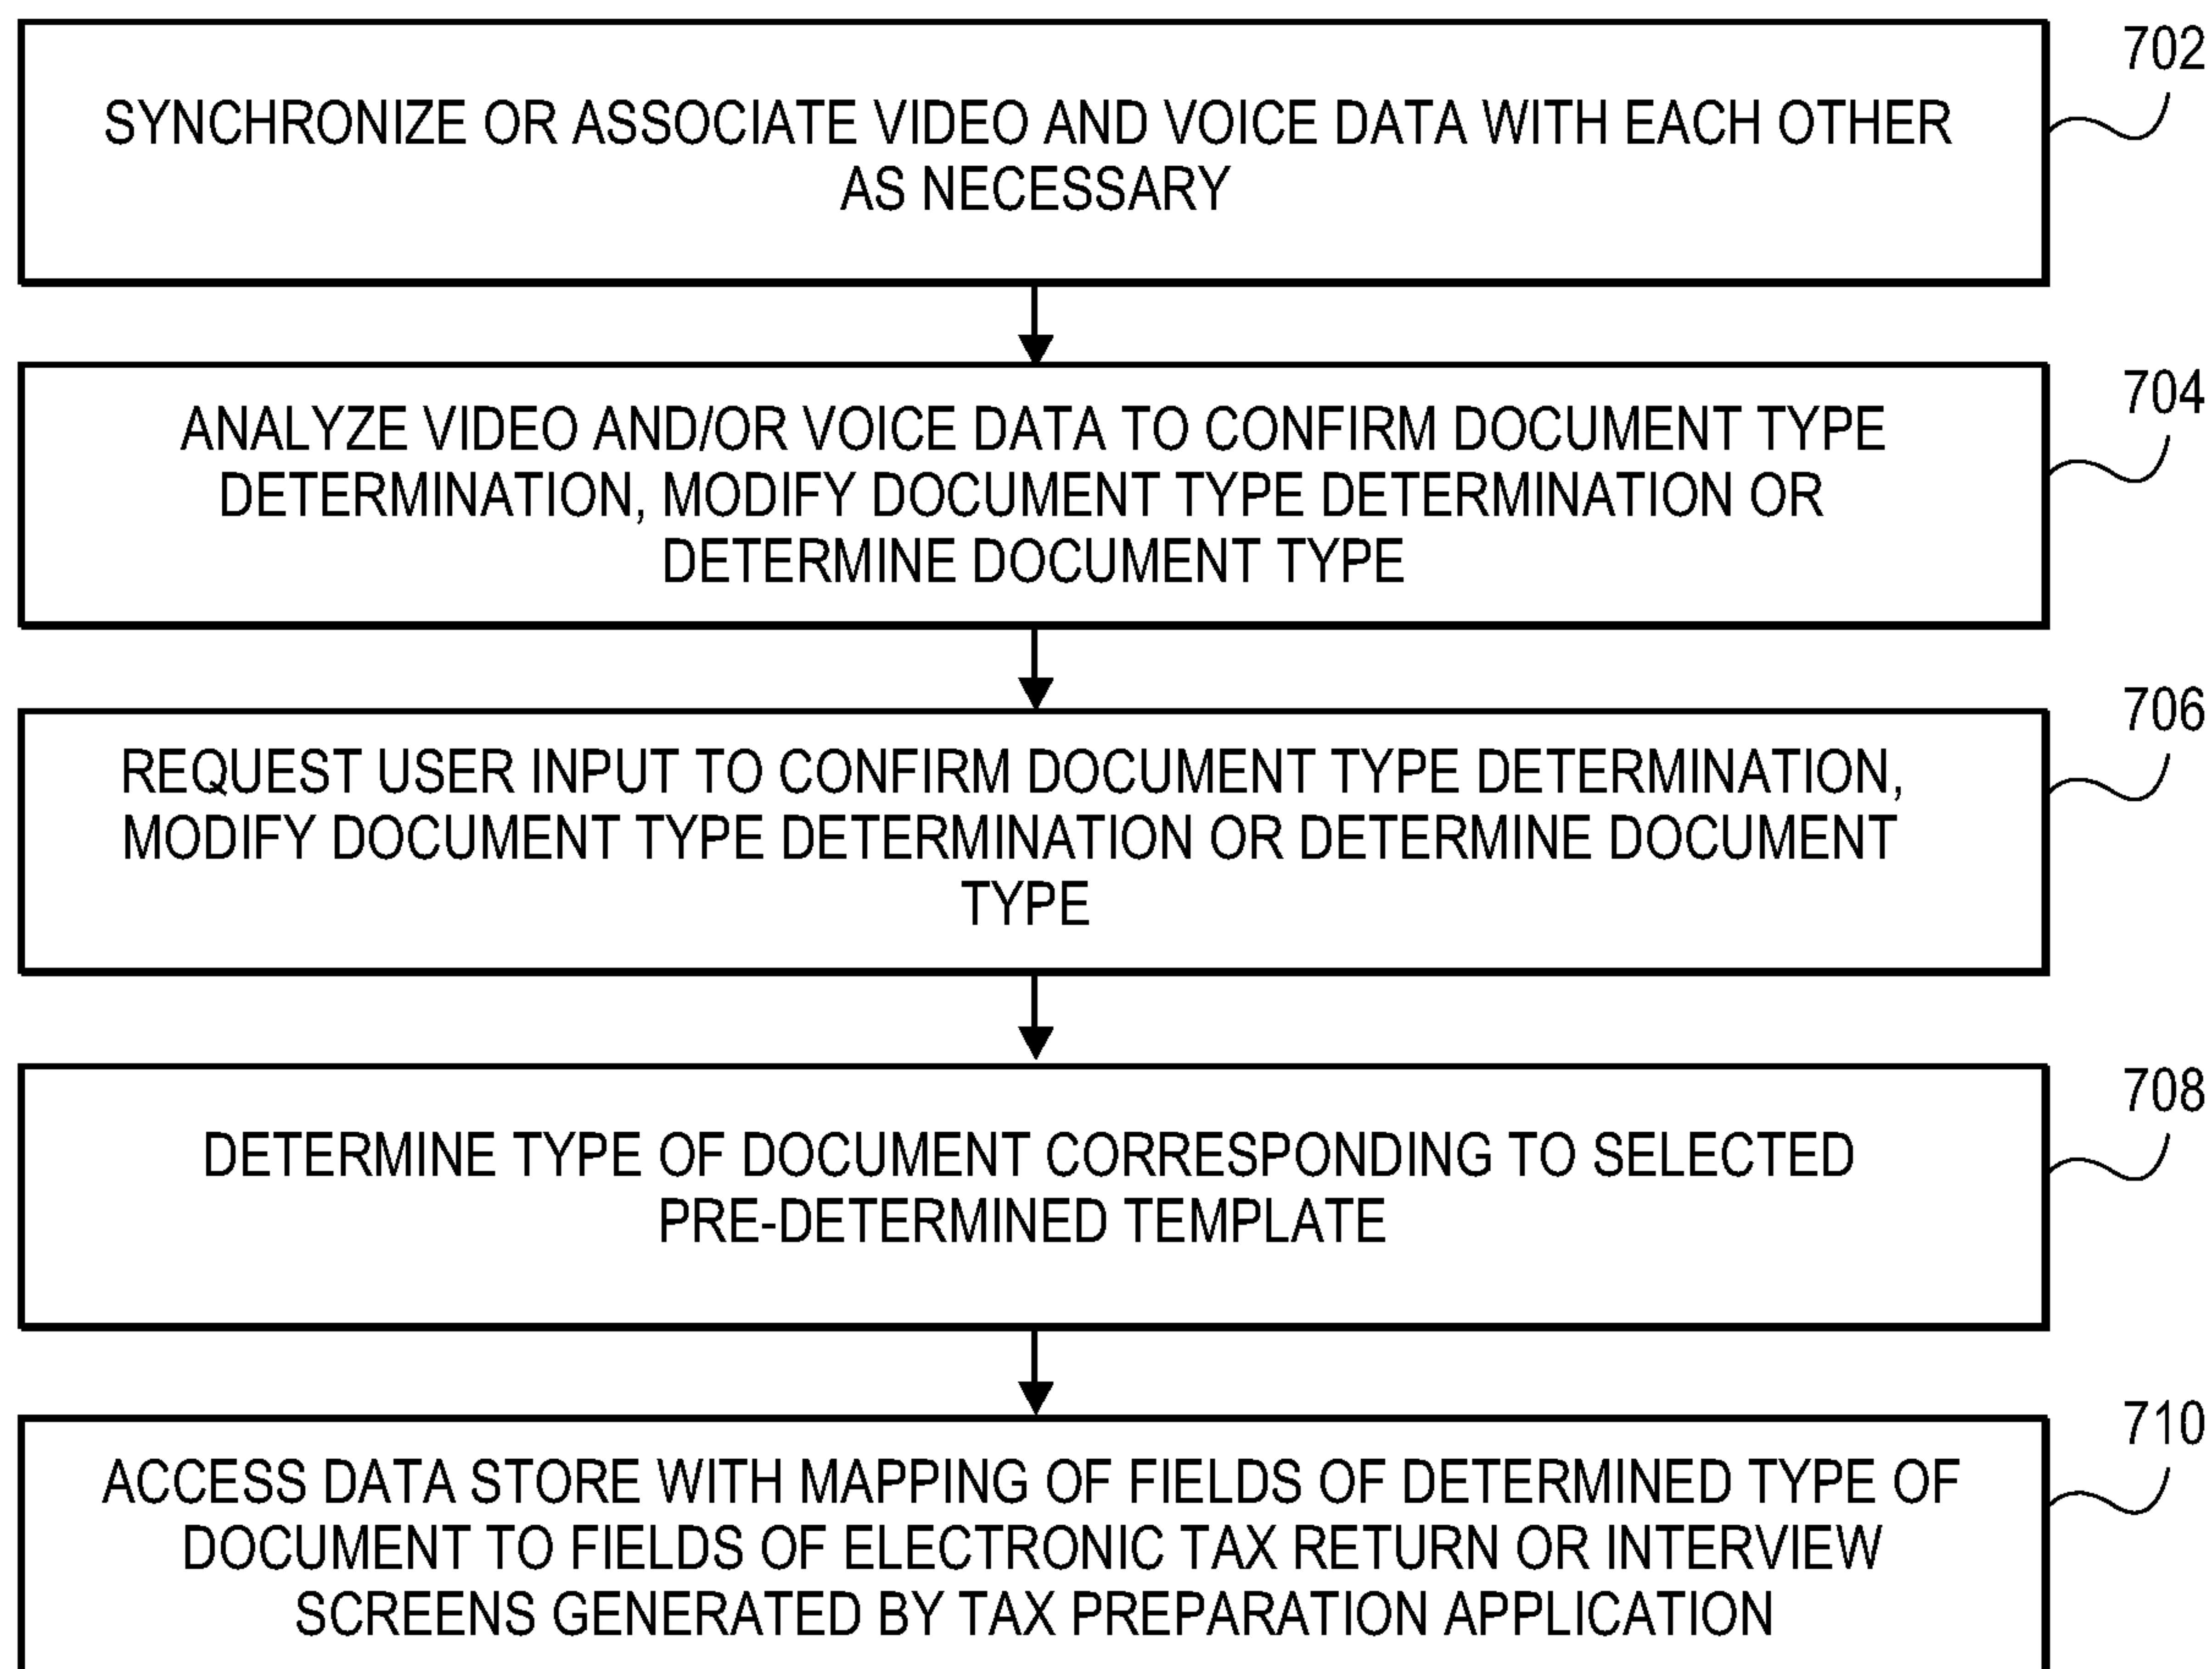 702
SYNCHRONIZE OR ASSOCIATE VIDEO AND VOICE DATA WITH EACH OTHER
AS NECESSARY
704
ANALYZE VIDEO AND/OR VOICE DATA TO CONFIRM DOCUMENT TYPE
DETERMINATION, MODIFY DOCUMENT TYPE DETERMINATION OR
DETERMINE DOCUMENT TYPE
706
REQUEST USER INPUT TO CONFIRM DOCUMENT TYPE DETERMINATION,
MODIFY DOCUMENT TYPE DETERMINATION OR DETERMINE DOCUMENT
TYPE
708
DETERMINE TYPE OF DOCUMENT CORRESPONDING TO SELECTED
PRE-DETERMINED TEMPLATE
710
ACCESS DATA STORE WITH MAPPING OF FIELDS OF DETERMINED TYPE OF
DOCUMENT TO FIELDS OF ELECTRONIC TAX RETURN OR INTERVIEW
SCREENS GENERATED BY TAX PREPARATION APPLICATION